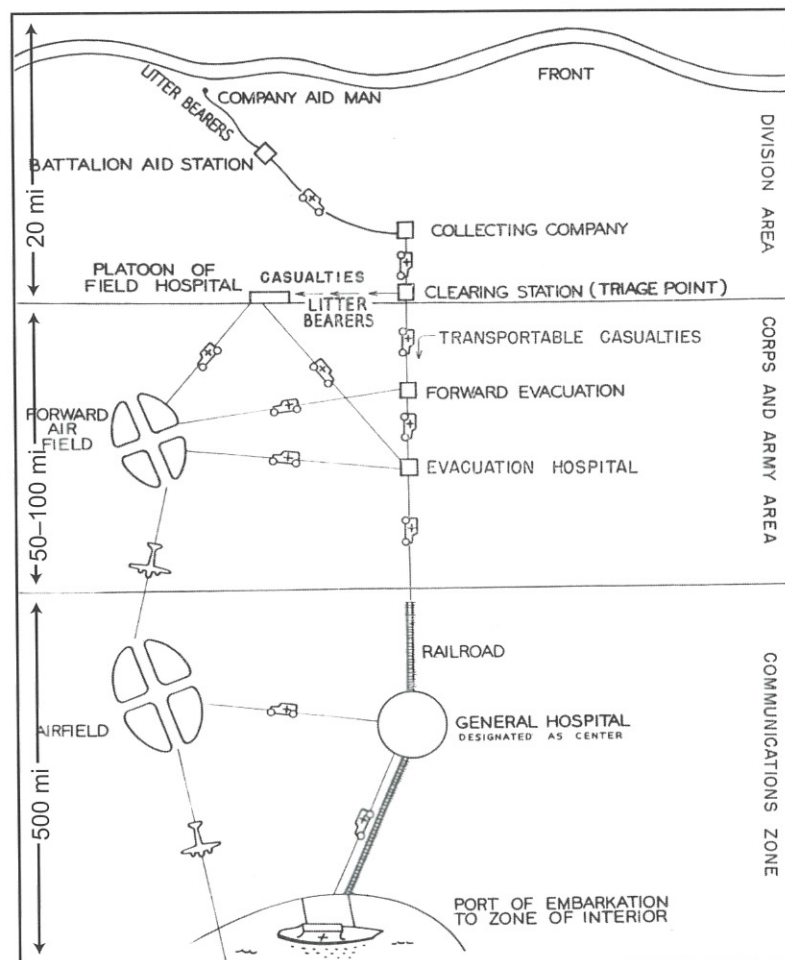 FRONT
LITTER BEARERS
COMPANY AID MAN
BATTALION AID STATION
DIVISION AREA
20 mi
COLLECTING COMPANY
PLATOON OF
FIELD HOSPITAL
CASUALTIES
LITTER
BEARERS
CLEARING STATION (TRIAGE POINT)
TRANSPORTABLE CASUALTIES
CORPS AND ARMY AREA
50–100 mi
FORWARD
AIR
FIELD
FORWARD EVACUATION
EVACUATION HOSPITAL
RAILROAD
COMMUNICATIONS ZONE
500 mi
AIRFIELD
GENERAL HOSPITAL
DESIGNATED AS CENTER
PORT OF EMBARKATION
TO ZONE OF INTERIOR